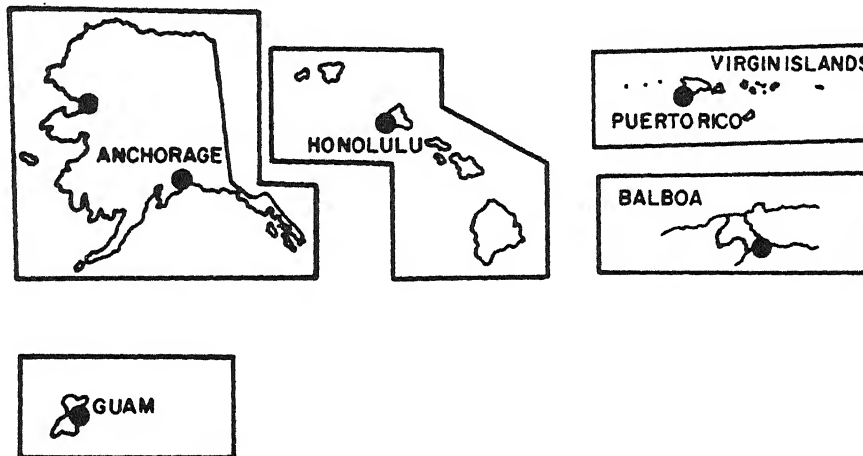 ANCHORAGE
HONOLULU
VIRGIN ISLANDS
PUERTO RICO
BALBOA
GUAM